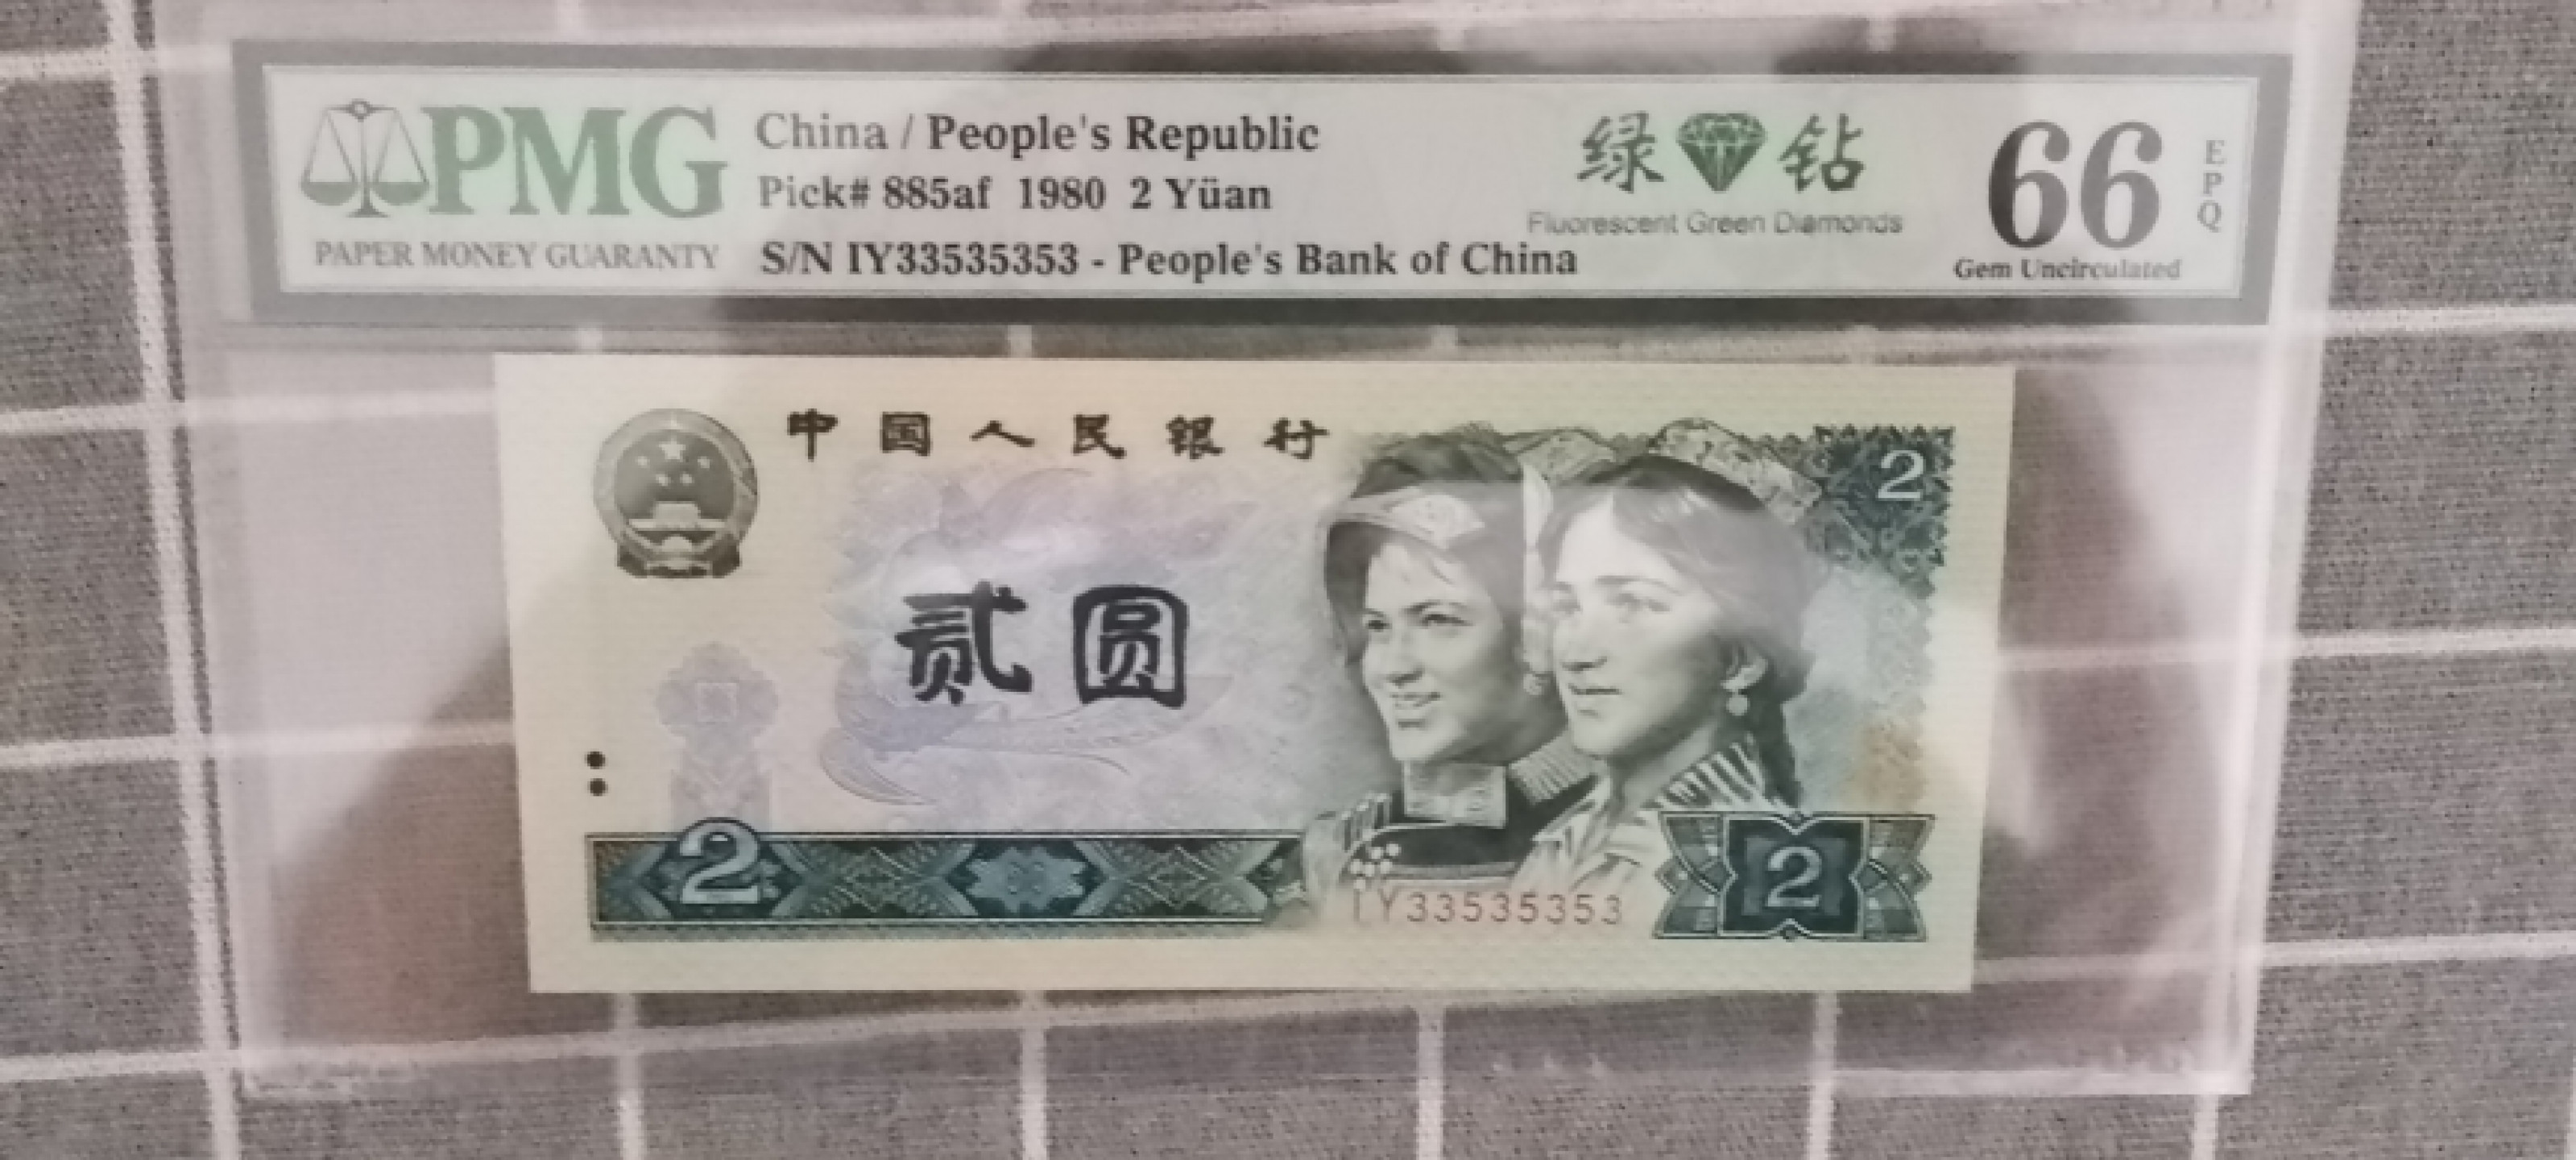 PMG
PAPER MONEY GUARANTY
China / People's Republic
Pick# 885af 1980 2 Yüan
S/N IY33535353 - People's Bank of China
绿钻
Fluorescent Green Diamonds
66
EPQ
Gem Uncirculated
中国人民银行
2
贰圆
2
IY33535353
2